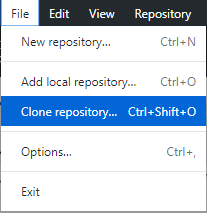 File Edit View Repository
New repository... Ctrl+N
Add local repository... Ctrl+O
Clone repository... Ctrl+Shift+O
Options... Ctrl+,
Exit